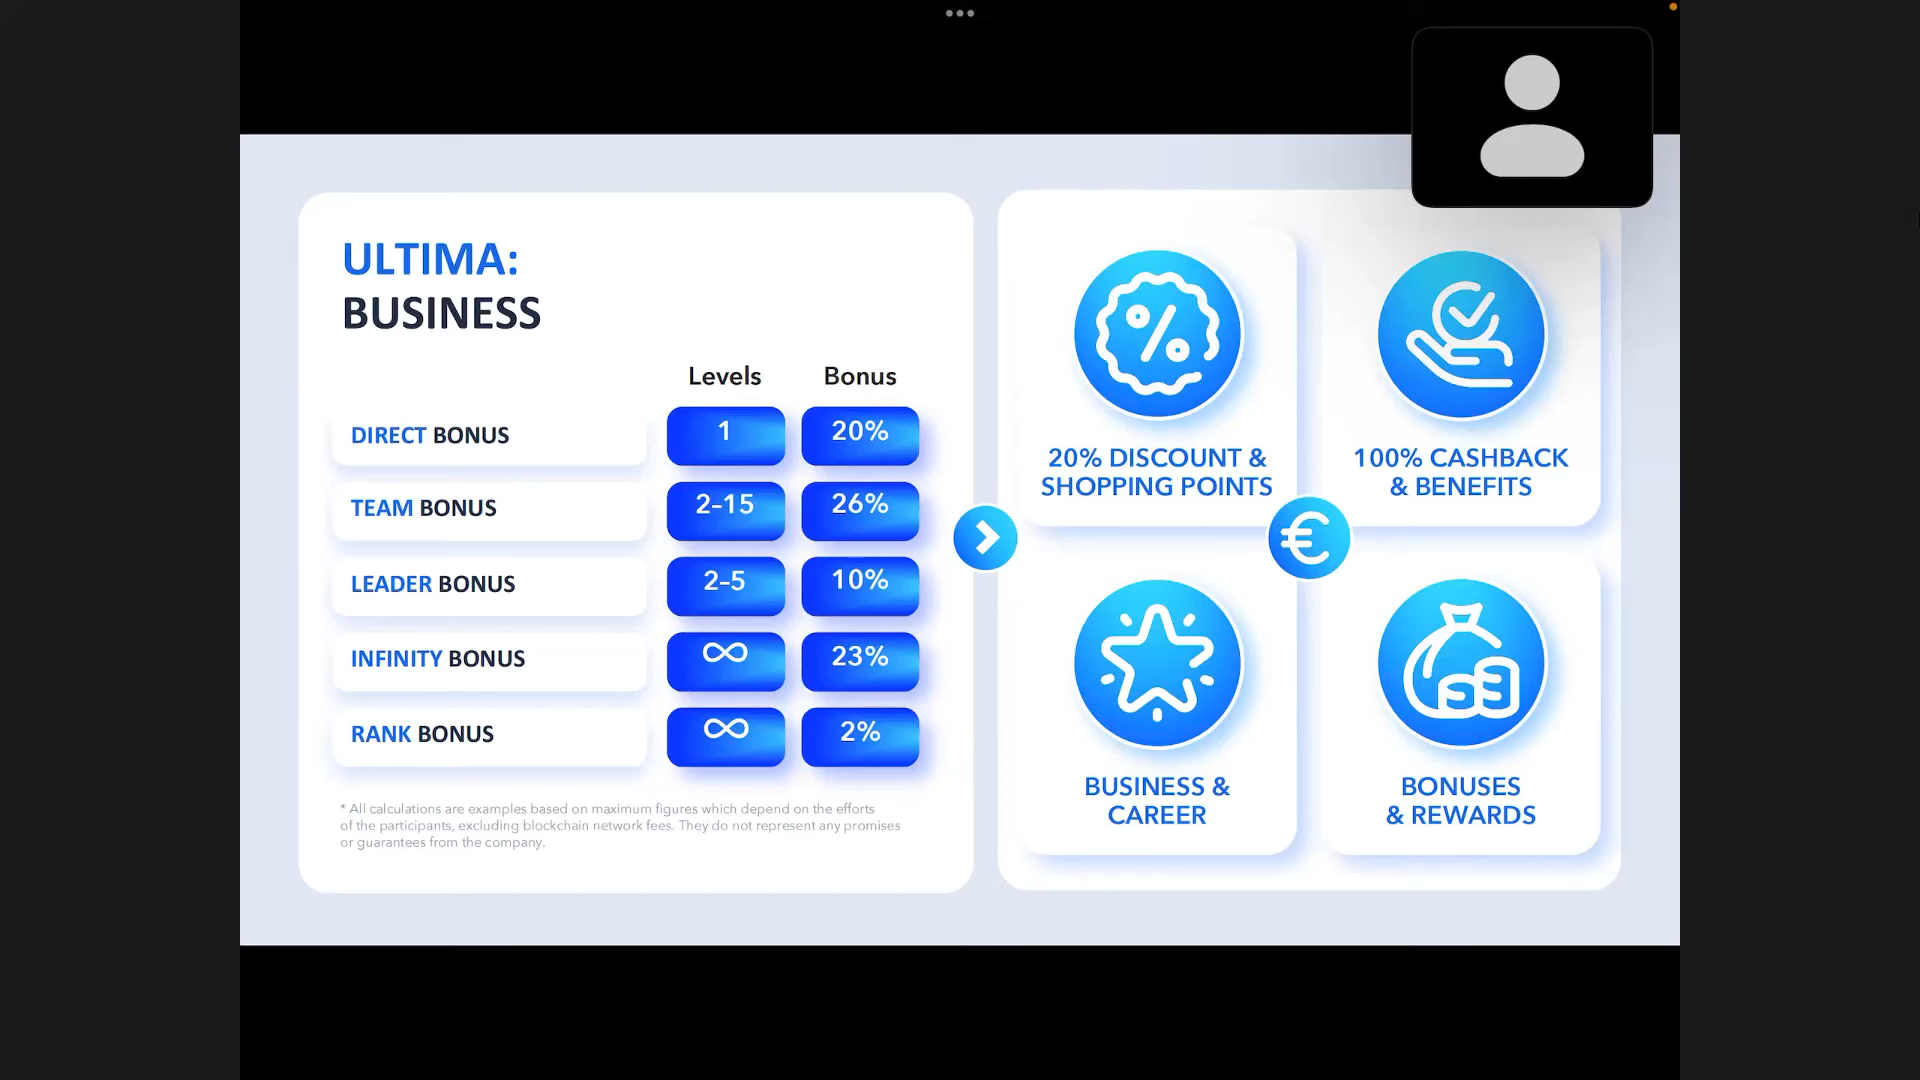 ULTIMA:
BUSINESS
Levels Bonus
DIRECT BONUS 1 20%
TEAM BONUS 2–15 26%
LEADER BONUS 2–5 10%
INFINITY BONUS ∞ 23%
RANK BONUS ∞ 2%
* All calculations are examples based on maximum figures which depend on the efforts
of the participants, excluding blockchain network fees. They do not represent any promises
or guarantees from the company.
20% DISCOUNT &
SHOPPING POINTS
100% CASHBACK
& BENEFITS
€
BUSINESS &
CAREER
BONUSES
& REWARDS